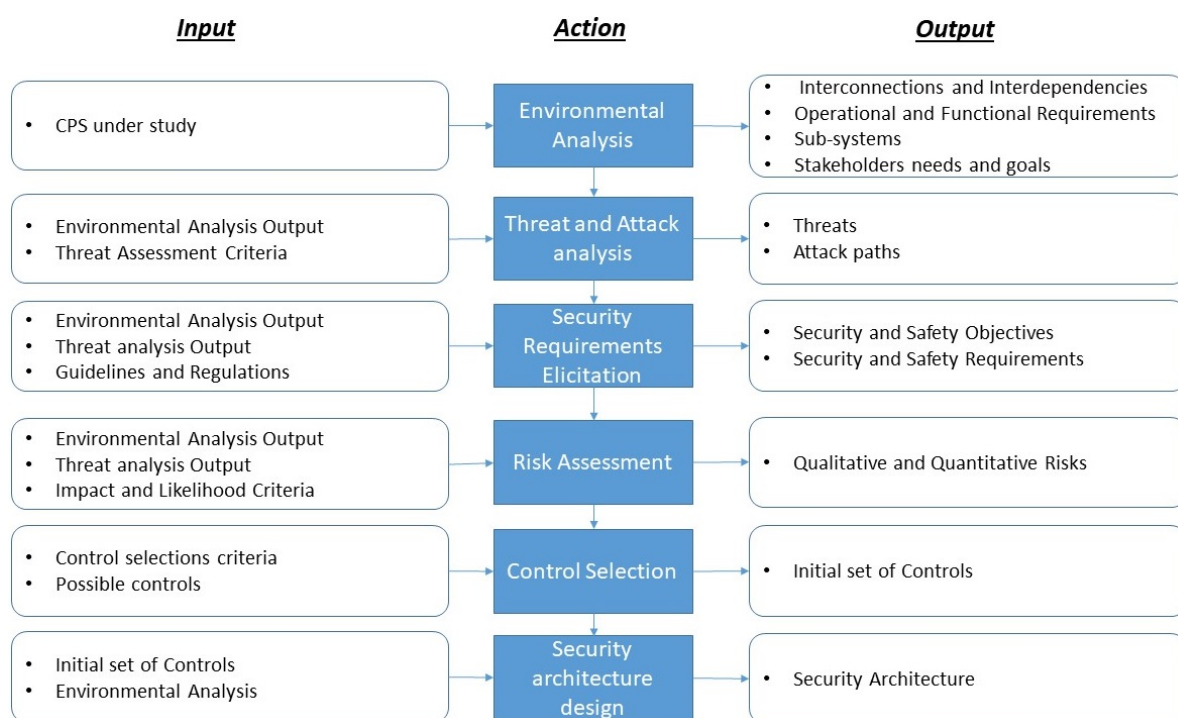 Input Action Output
• CPS under study
Environmental
Analysis
• Interconnections and Interdependencies
• Operational and Functional Requirements
• Sub-systems
• Stakeholders needs and goals
• Environmental Analysis Output
• Threat Assessment Criteria
Threat and Attack
analysis
• Threats
• Attack paths
• Environmental Analysis Output
• Threat analysis Output
• Guidelines and Regulations
Security
Requirements
Elicitation
• Security and Safety Objectives
• Security and Safety Requirements
• Environmental Analysis Output
• Threat analysis Output
• Impact and Likelihood Criteria
Risk Assessment
• Qualitative and Quantitative Risks
• Control selections criteria
• Possible controls
Control Selection
• Initial set of Controls
• Initial set of Controls
• Environmental Analysis
Security
architecture
design
• Security Architecture